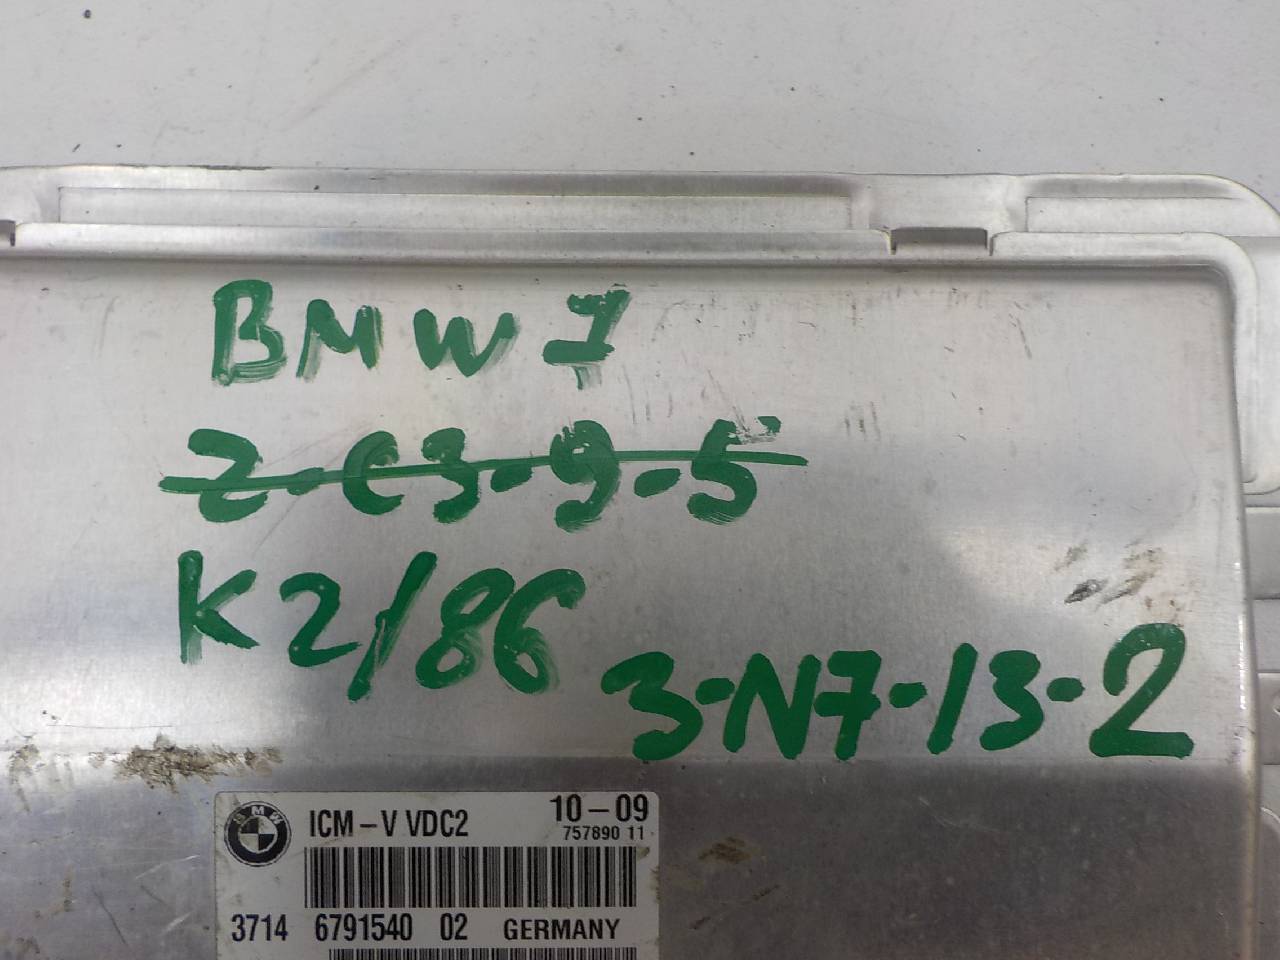 BMW 7
2-C3-9-5
K2/86
3-N7-13-2
BMW
ICM-V VDC2 10-09
757890 11
3714 6791540 02 GERMANY